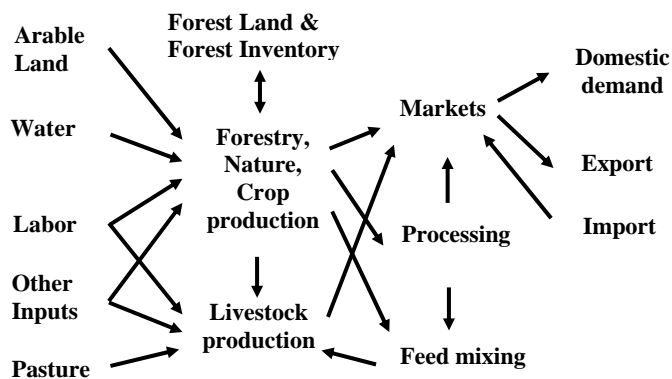 Arable
Land
Water
Labor
Other
Inputs
Pasture
Forest Land &
Forest Inventory
Forestry,
Nature,
Crop
production
Livestock
production
Markets
Processing
Feed mixing
Domestic
demand
Export
Import